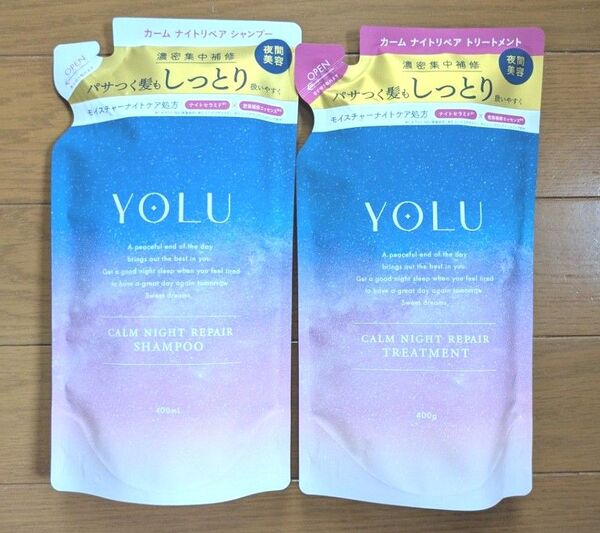 カーム ナイトリペア シャンプー
OPEN
濃密集中補修
夜間
美容
パサつく髪も しっとり 扱いやすく
モイスチャーナイトケア処方
ナイトセラミド ×
YOLU
A peaceful end of the day
brings out the best in you.
Get a good night sleep when you feel tired
to have a great day again tomorrow.
Sweet dreams.
CALM NIGHT REPAIR
SHAMPOO
400mL
カーム ナイトリペア トリートメント
OPEN
濃密集中補修
夜間
美容
パサつく髪も しっとり 扱いやすく
モイスチャーナイトケア処方
ナイトセラミド ×
YOLU
A peaceful end of the day
brings out the best in you.
Get a good night sleep when you feel tired
to have a great day again tomorrow.
Sweet dreams.
CALM NIGHT REPAIR
TREATMENT
400g